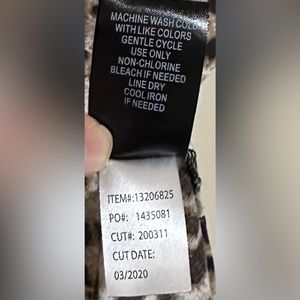 MACHINE WASH COLD
WITH LIKE COLORS
GENTLE CYCLE
USE ONLY
NON-CHLORINE
BLEACH IF NEEDED
LINE DRY
COOL IRON
IF NEEDED
ITEM#:13206825
PO#: 1435081
CUT#: 200311
CUT DATE:
03/2020